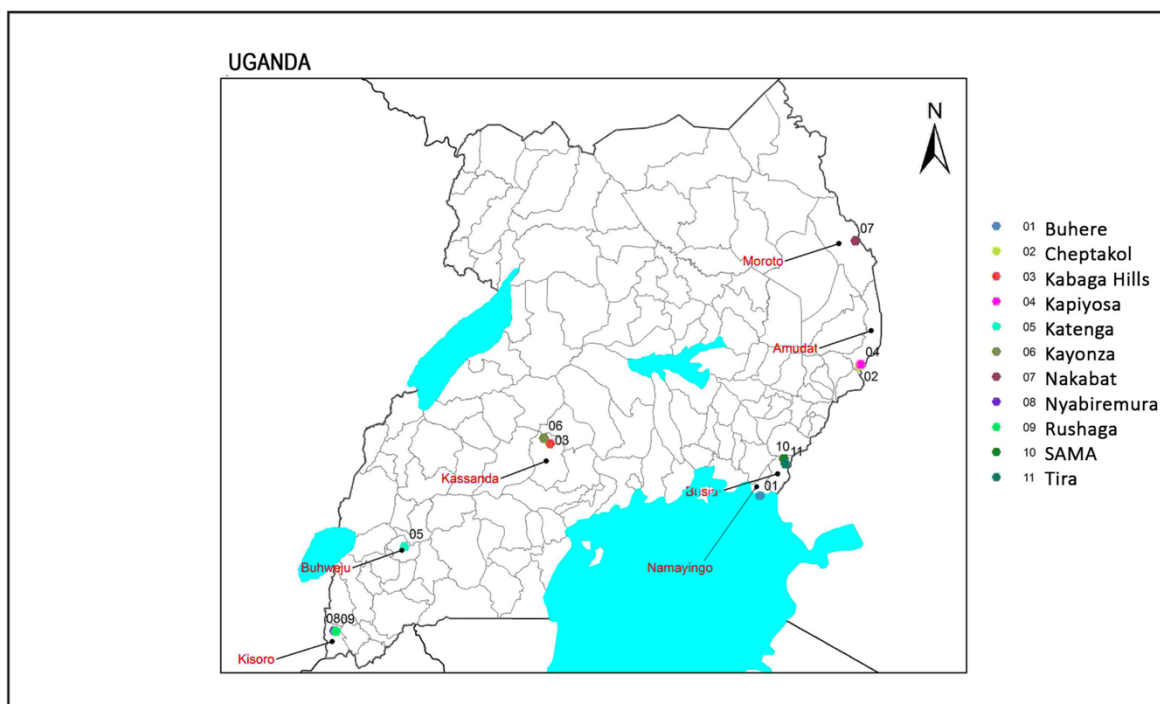 UGANDA
N
07
Moroto
Amudat
04
02
06
03
Kassanda
10
11
Busia
01
05
Buhweju
Namayingo
0809
Kisoro
01 Buhere
02 Cheptakol
03 Kabaga Hills
04 Kapiyosa
05 Katenga
06 Kayonza
07 Nakabat
08 Nyabiremura
09 Rushaga
10 SAMA
11 Tira